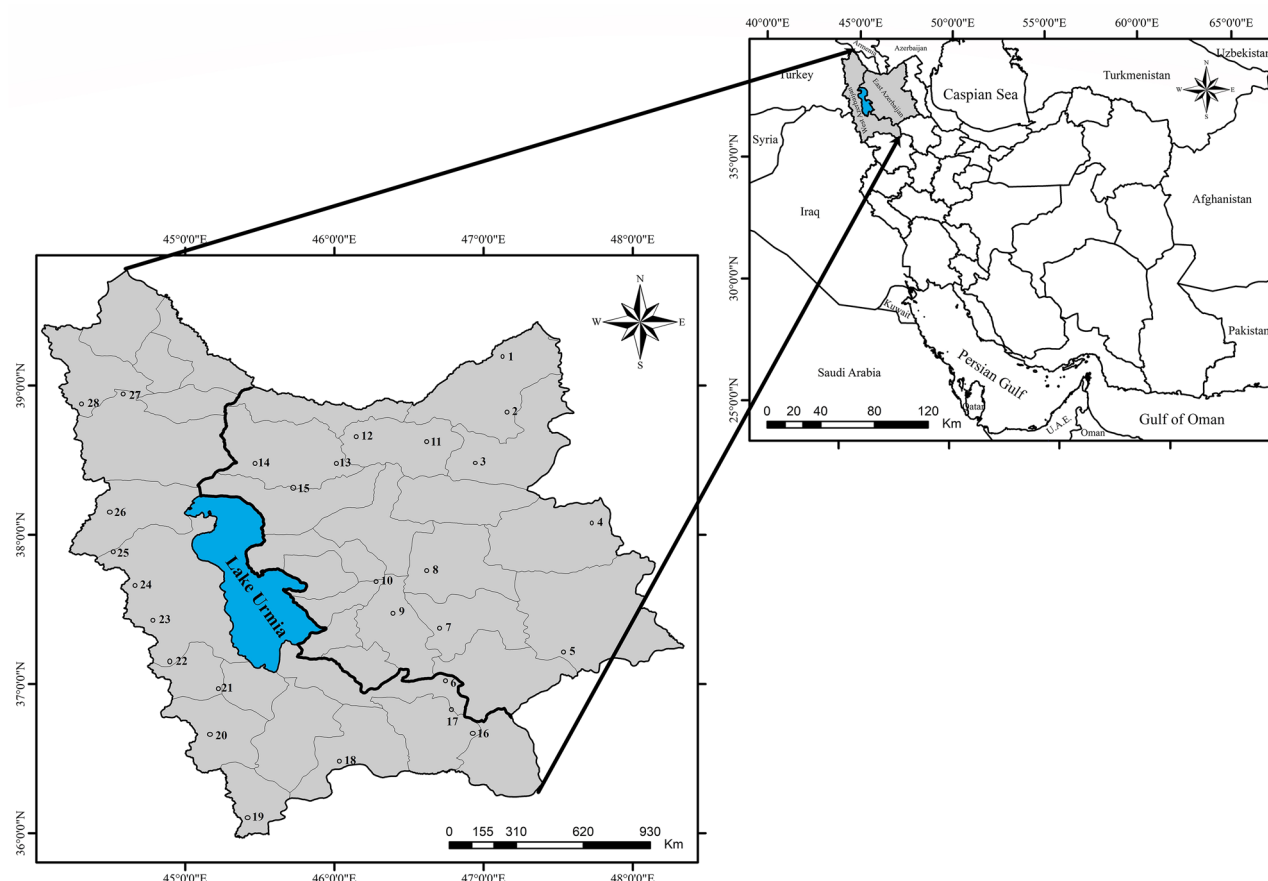 40°0'0"E 45°0'0"E 50°0'0"E 55°0'0"E 60°0'0"E 65°0'0"E
Armenia
Azerbaijan
Uzbekistan
Turkey
Turkmenistan
Caspian Sea
N
W E
S
East Azerbaijan
West Azerbaijan
Syria
35°0'0"N
Iraq
Afghanistan
30°0'0"N
Kuwait
Pakistan
Persian Gulf
Saudi Arabia
25°0'0"N
Qatar
U.A.E.
Oman
Gulf of Oman
0 20 40 80 120
Km
45°0'0"E 46°0'0"E 47°0'0"E 48°0'0"E
N
W E
S
39°0'0"N
38°0'0"N
37°0'0"N
36°0'0"N
1
28
27
2
12
11
14
13
3
15
26
4
25
Lake Urmia
24
10
8
23
9
7
22
5
21
6
17
20
16
18
19
0 155 310 620 930
Km
45°0'0"E 46°0'0"E 47°0'0"E 48°0'0"E